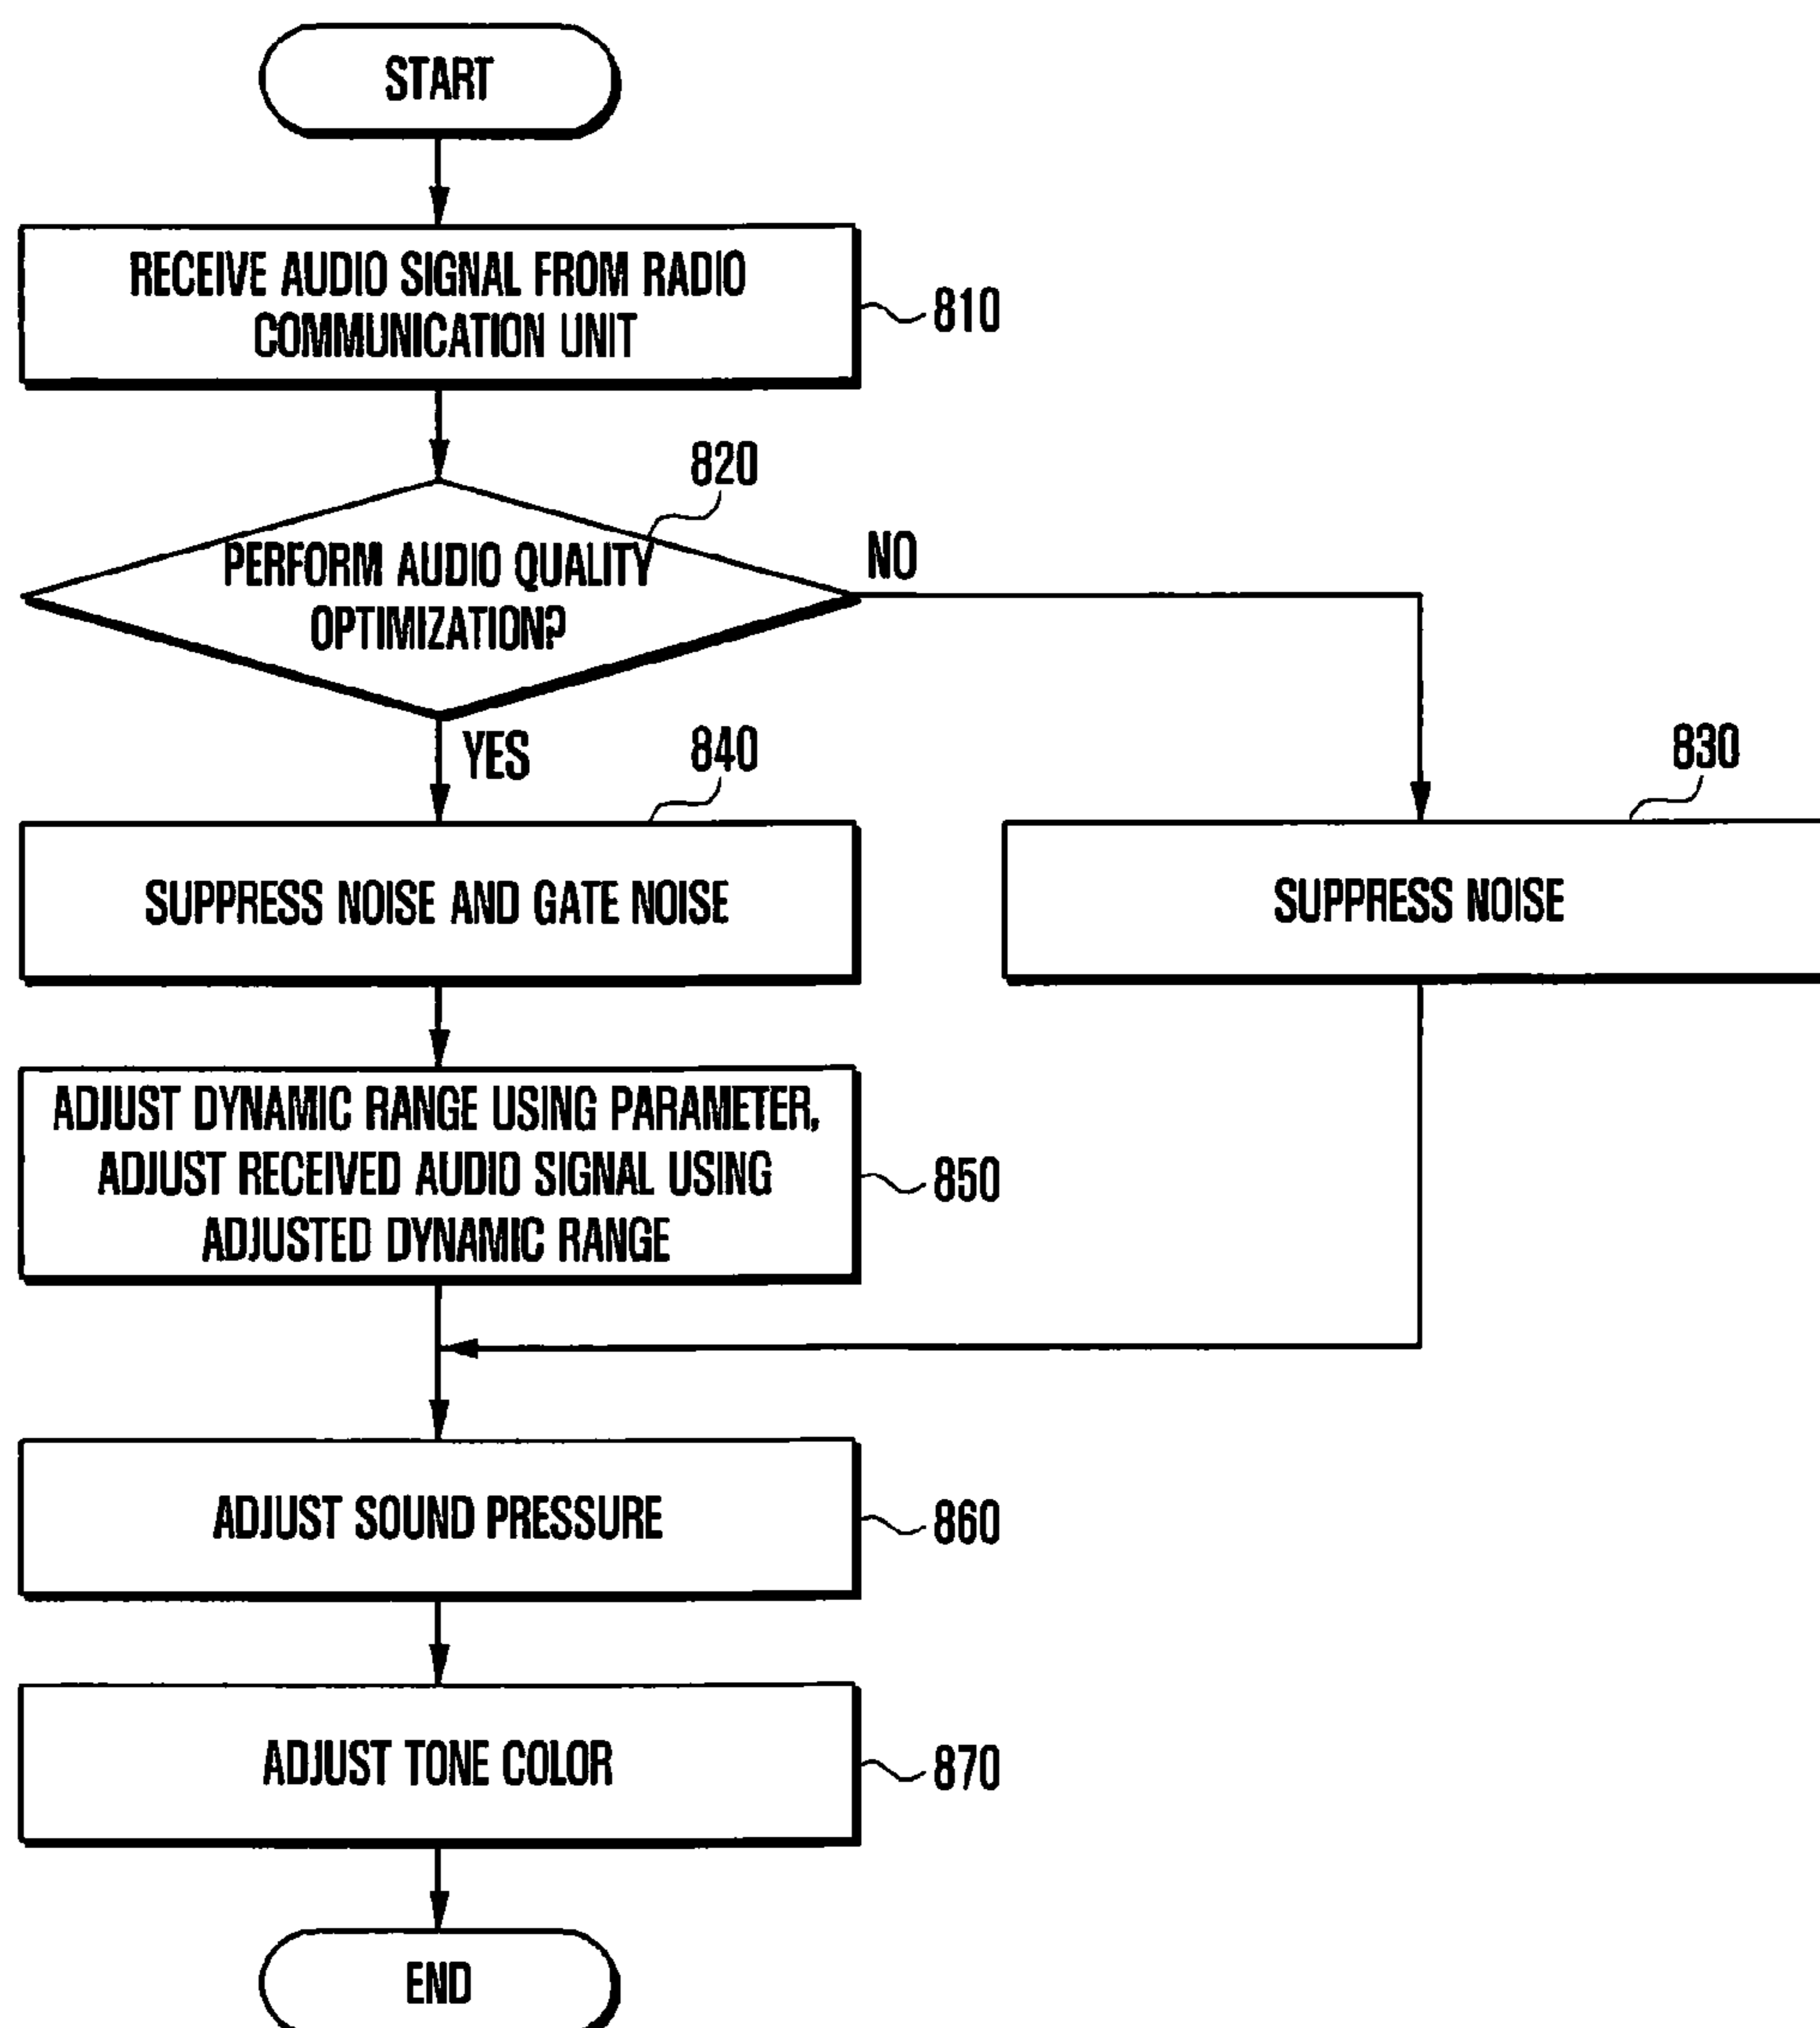 START
RECEIVE AUDIO SIGNAL FROM RADIO
COMMUNICATION UNIT
810
820
PERFORM AUDIO QUALITY
OPTIMIZATION?
NO
YES
840
830
SUPPRESS NOISE AND GATE NOISE
SUPPRESS NOISE
ADJUST DYNAMIC RANGE USING PARAMETER,
ADJUST RECEIVED AUDIO SIGNAL USING
ADJUSTED DYNAMIC RANGE
850
ADJUST SOUND PRESSURE
860
ADJUST TONE COLOR
870
END